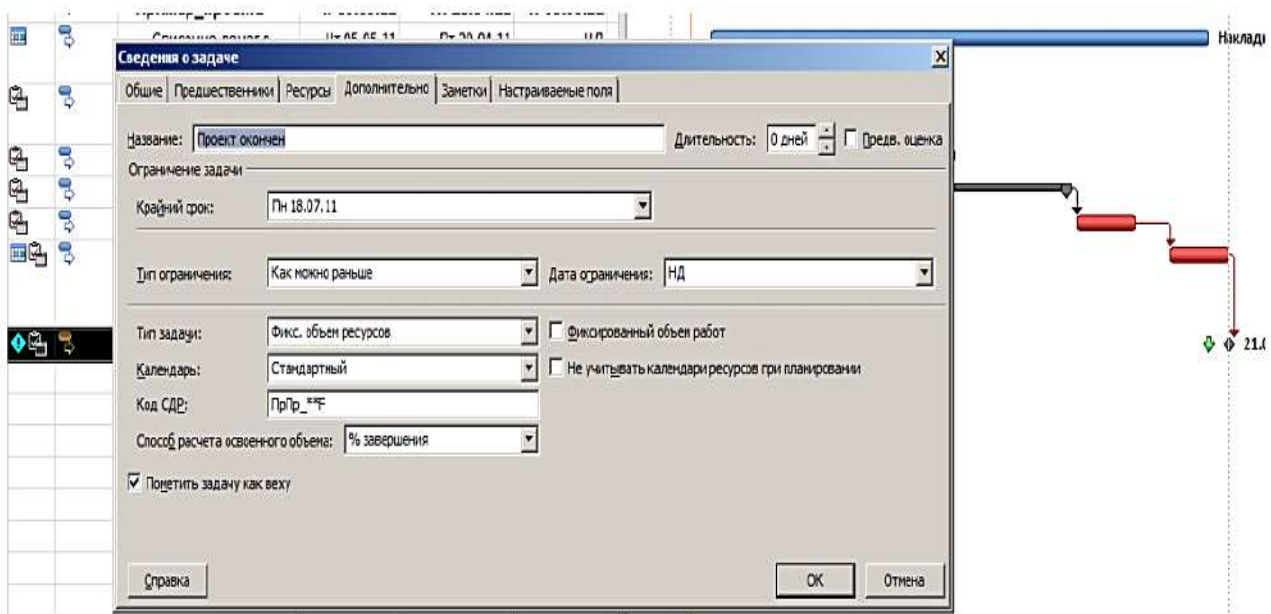 Сведения о задаче
Общие Предшественники Ресурсы Дополнительно Заметки Настраиваемые поля
Название: Проект окончен Длительность: 0 дней Предв. оценка
Ограничение задачи
Крайний срок: Пн 18.07.11
Тип ограничения: Как можно раньше Дата ограничения: НД
Тип задачи: Фикс. объем ресурсов Фиксированный объем работ
Календарь: Стандартный Не учитывать календари ресурсов при планировании
Код СДР: ПрПр_**F
Способ расчета освоенного объема: % завершения
Пометить задачу как веху
Справка ОК Отмена
Накладı
21.0